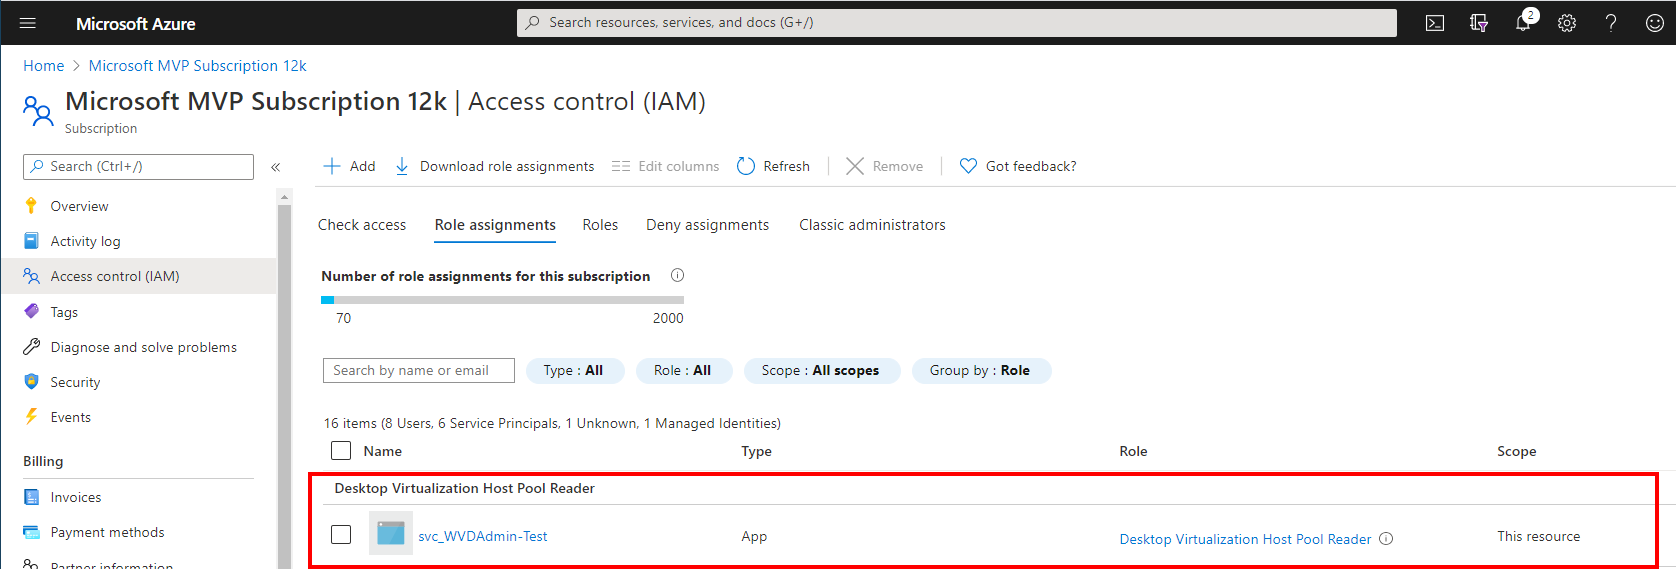 Microsoft Azure
Search resources, services, and docs (G+/)
2
Home > Microsoft MVP Subscription 12k
Microsoft MVP Subscription 12k | Access control (IAM)
Subscription
Search (Ctrl+/)
«
Add
Download role assignments
Edit columns
Refresh
Remove
Got feedback?
Overview
Activity log
Access control (IAM)
Tags
Diagnose and solve problems
Security
Events
Billing
Invoices
Payment methods
Partner information
Check access
Role assignments
Roles
Deny assignments
Classic administrators
Number of role assignments for this subscription
70
2000
Search by name or email
Type : All
Role : All
Scope : All scopes
Group by : Role
16 items (8 Users, 6 Service Principals, 1 Unknown, 1 Managed Identities)
Name
Type
Role
Scope
Desktop Virtualization Host Pool Reader
svc_WVDAdmin-Test
App
Desktop Virtualization Host Pool Reader
This resource